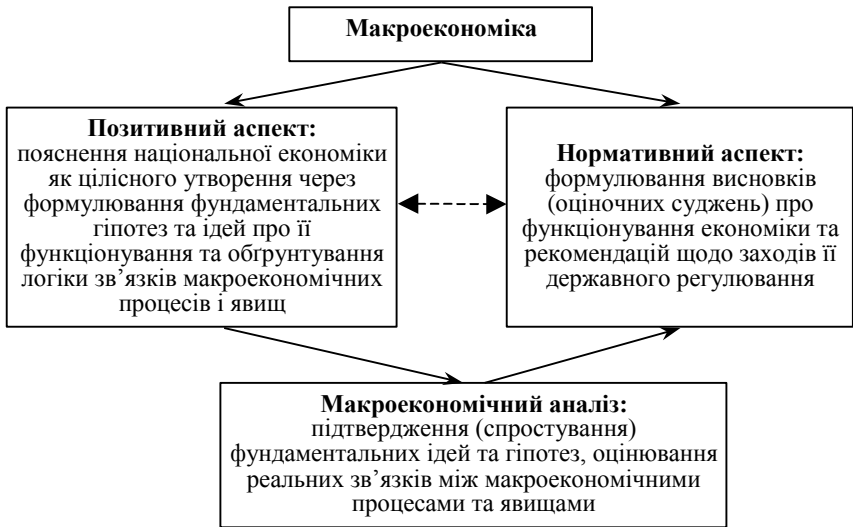 Макроекономіка
Позитивний аспект:
пояснення національної економіки
як цілісного утворення через
формулювання фундаментальних
гіпотез та ідей про її
функціонування та обґрунтування
логіки зв’язків макроекономічних
процесів і явищ
Нормативний аспект:
формулювання висновків
(оціночних суджень) про
функціонування економіки та
рекомендацій щодо заходів її
державного регулювання
Макроекономічний аналіз:
підтвердження (спростування)
фундаментальних ідей та гіпотез, оцінювання
реальних зв’язків між макроекономічними
процесами та явищами